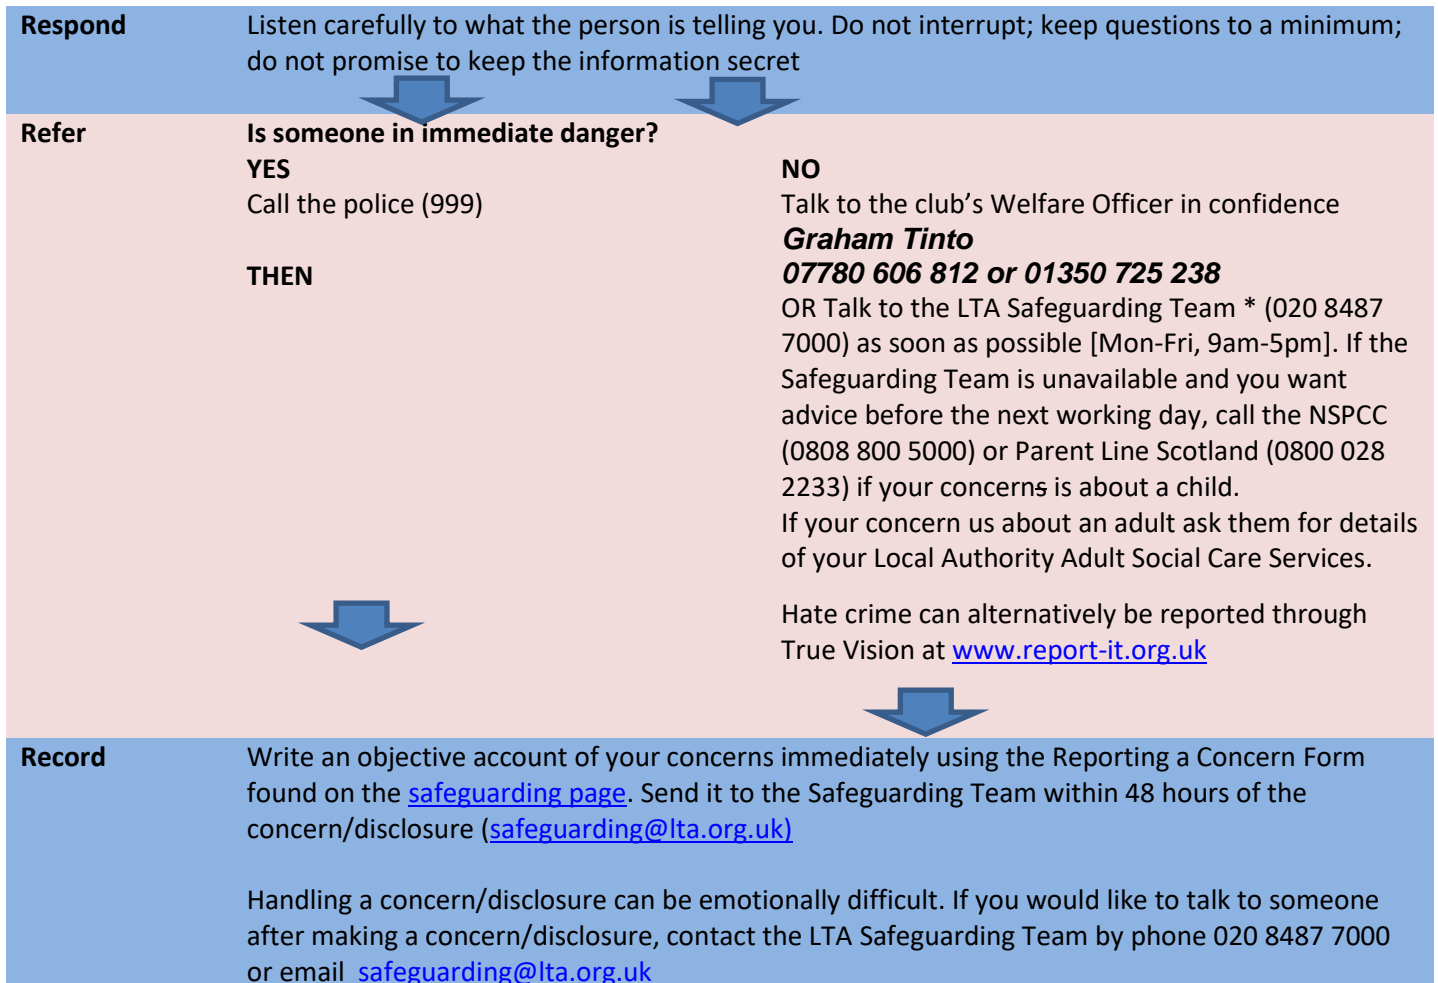 Respond
Listen carefully to what the person is telling you. Do not interrupt; keep questions to a minimum;
do not promise to keep the information secret
Refer
Is someone in immediate danger?
YES
Call the police (999)
THEN
NO
Talk to the club’s Welfare Officer in confidence
Graham Tinto
07780 606 812 or 01350 725 238
OR Talk to the LTA Safeguarding Team * (020 8487
7000) as soon as possible [Mon-Fri, 9am-5pm]. If the
Safeguarding Team is unavailable and you want
advice before the next working day, call the NSPCC
(0808 800 5000) or Parent Line Scotland (0800 028
2233) if your concerns is about a child.
If your concern us about an adult ask them for details
of your Local Authority Adult Social Care Services.
Hate crime can alternatively be reported through
True Vision at www.report-it.org.uk
Record
Write an objective account of your concerns immediately using the Reporting a Concern Form
found on the safeguarding page. Send it to the Safeguarding Team within 48 hours of the
concern/disclosure (safeguarding@lta.org.uk)
Handling a concern/disclosure can be emotionally difficult. If you would like to talk to someone
after making a concern/disclosure, contact the LTA Safeguarding Team by phone 020 8487 7000
or email safeguarding@lta.org.uk